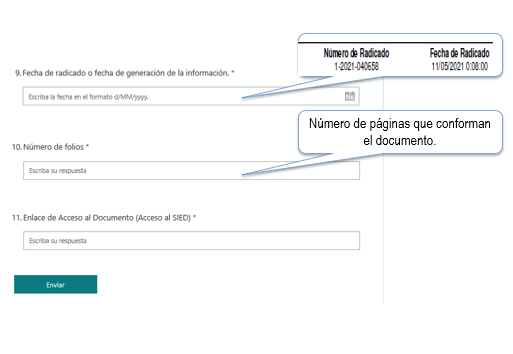 Número de Radicado Fecha de Radicado
1-2021-040658 11/05/2021 0:08:00
9. Fecha de radicado o fecha de generación de la información. *
Escriba la fecha en el formato d/MM/yyyy.
Número de páginas que conforman
el documento.
10. Número de folios *
Escriba su respuesta
11. Enlace de Acceso al Documento (Acceso al SIED) *
Escriba su respuesta
Enviar